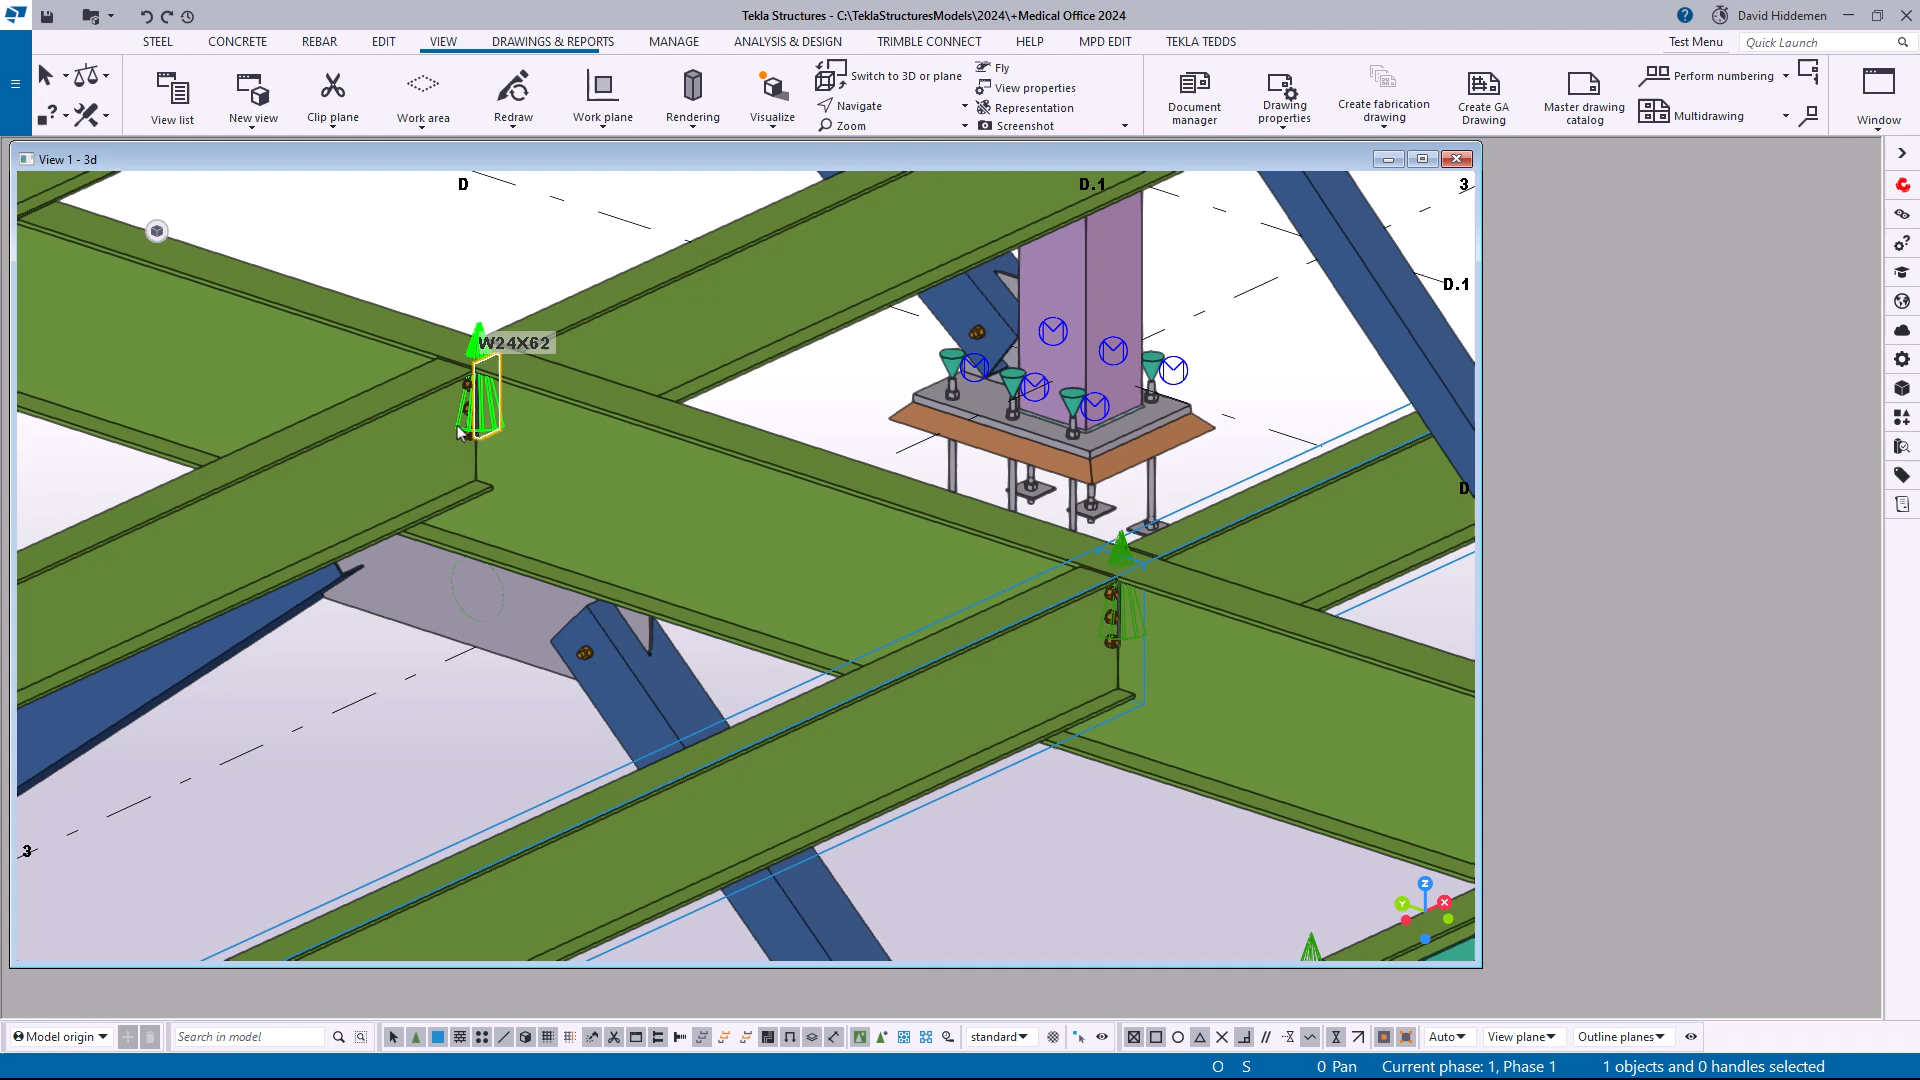 Tekla Structures - C:\TeklaStructuresModels\2024\+Medical Office 2024
David Hiddemen
STEEL CONCRETE REBAR EDIT VIEW DRAWINGS & REPORTS MANAGE ANALYSIS & DESIGN TRIMBLE CONNECT HELP MPD EDIT TEKLA TEDDS
Test Menu
Quick Launch
View list
New view
Clip plane
Work area
Redraw
Work plane
Rendering
Visualize
Switch to 3D or plane
Navigate
Zoom
Fly
View properties
Representation
Screenshot
Document manager
Drawing properties
Create fabrication drawing
Create GA Drawing
Master drawing catalog
Perform numbering
Multidrawing
Window
View 1 - 3d
D
D.1
3
D.1
W24X62
D
3
Z
Y
X
Model origin
Search in model
standard
Auto
View plane
Outline planes
O S 0 Pan Current phase: 1, Phase 1 1 objects and 0 handles selected